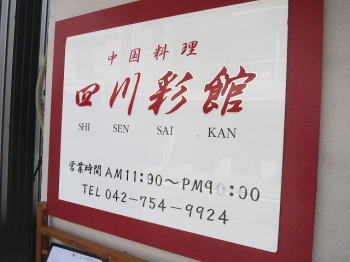 中国料理
四川彩館
SHI SEN SAI KAN
営業時間 AM11:00～PM9:00
TEL 042-754-9924